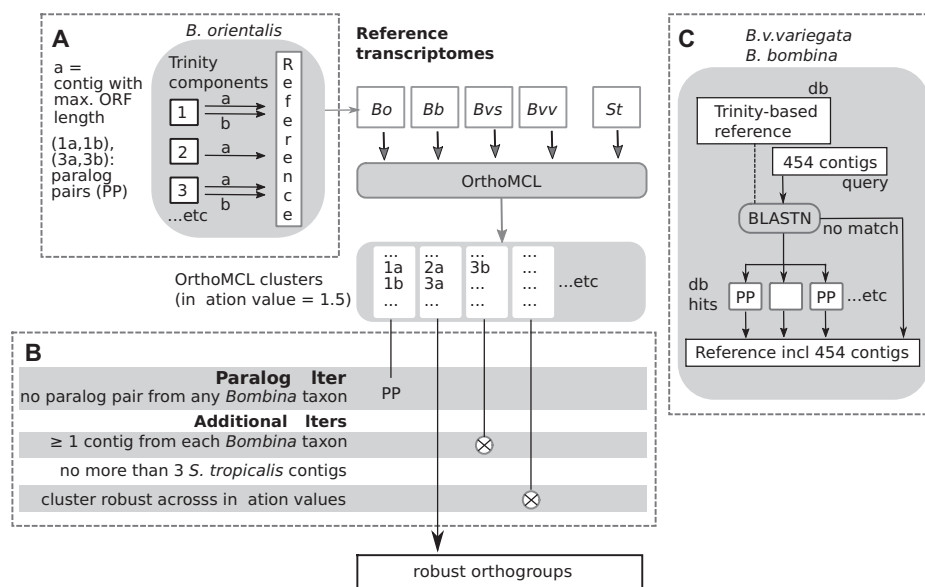 A
B. orientalis
a =
contig with
max. ORF
length
(1a,1b),
(3a,3b):
paralog
pairs (PP)
Trinity
components
1
a
b
2
a
3
a
b
...etc
Reference
Reference
transcriptomes
Bo
Bb
Bvs
Bvv
St
OrthoMCL
OrthoMCL clusters
(in ation value = 1.5)
...
1a
1b
...
...
2a
3a
...
...
3b
...
...
...
...
...
...
...etc
B
Paralog lter
no paralog pair from any Bombina taxon
PP
Additional lters
≥ 1 contig from each Bombina taxon
no more than 3 S. tropicalis contigs
cluster robust acrosss in ation values
robust orthogroups
C
B.v.variegata
B. bombina
db
Trinity-based
reference
454 contigs
query
BLASTN
no match
db
hits
PP
PP
...etc
Reference incl 454 contigs